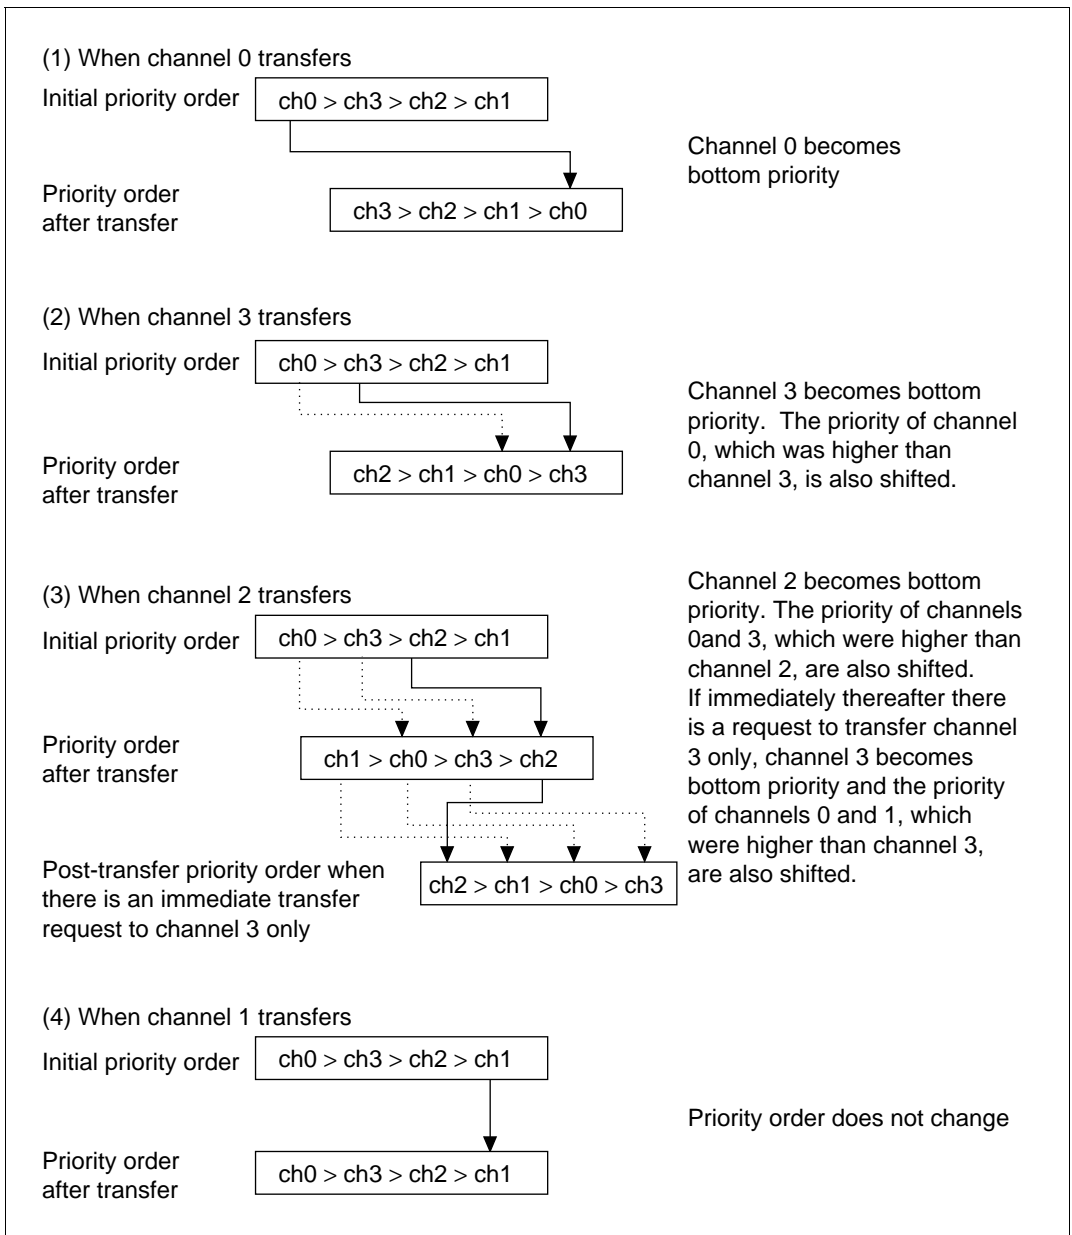 (1) When channel 0 transfers
Initial priority order
ch0 > ch3 > ch2 > ch1
Channel 0 becomes
bottom priority
Priority order
after transfer
ch3 > ch2 > ch1 > ch0
(2) When channel 3 transfers
Initial priority order
ch0 > ch3 > ch2 > ch1
Channel 3 becomes bottom
priority.  The priority of channel
0, which was higher than
channel 3, is also shifted.
Priority order
after transfer
ch2 > ch1 > ch0 > ch3
(3) When channel 2 transfers
Initial priority order
ch0 > ch3 > ch2 > ch1
Channel 2 becomes bottom
priority. The priority of channels
0and 3, which were higher than
channel 2, are also shifted.
If immediately thereafter there
is a request to transfer channel
3 only, channel 3 becomes
bottom priority and the priority
of channels 0 and 1, which
were higher than channel 3,
are also shifted.
Priority order
after transfer
ch1 > ch0 > ch3 > ch2
Post-transfer priority order when
there is an immediate transfer
request to channel 3 only
ch2 > ch1 > ch0 > ch3
(4) When channel 1 transfers
Initial priority order
ch0 > ch3 > ch2 > ch1
Priority order does not change
Priority order
after transfer
ch0 > ch3 > ch2 > ch1